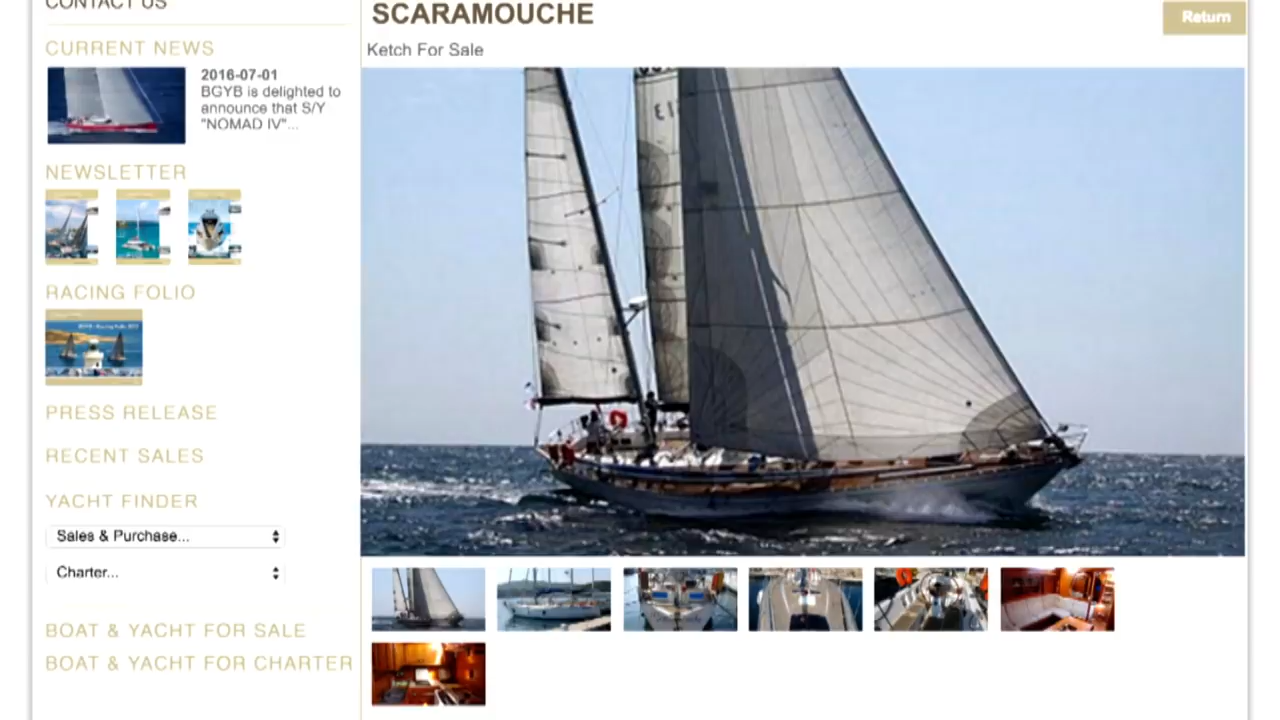 CONTACT US
SCARAMOUCHE
Return
Ketch For Sale
CURRENT NEWS
2016-07-01
BGYB is delighted to
announce that S/Y
"NOMAD IV"...
NEWSLETTER
RACING FOLIO
PRESS RELEASE
RECENT SALES
YACHT FINDER
Sales & Purchase...
Charter...
BOAT & YACHT FOR SALE
BOAT & YACHT FOR CHARTER